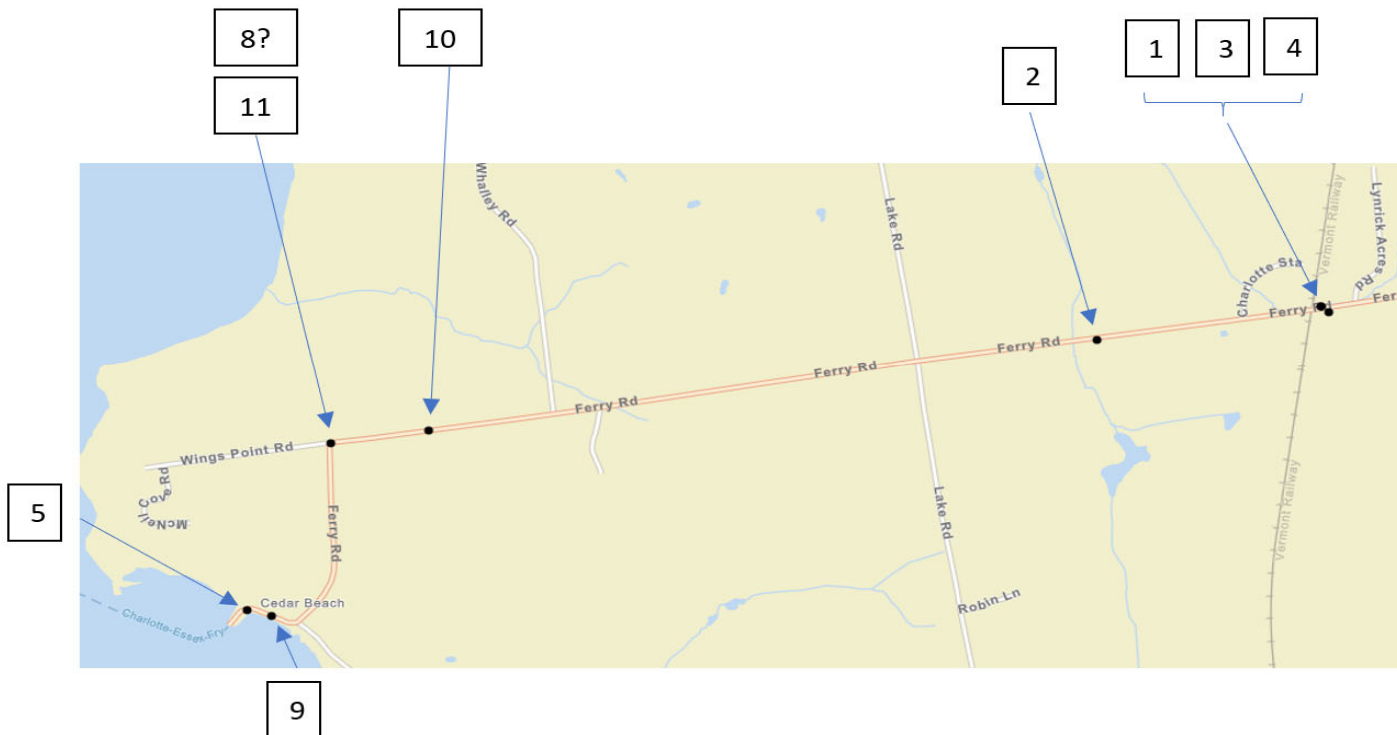 8?
10
1
3
4
2
11
Whalley Rd
Lake Rd
Vermont Railway
Lynrick Acres Rd
Charlotte Sta
Ferry Rd
Fer
Ferry Rd
Ferry Rd
Ferry Rd
Wings Point Rd
McNeil Cove Rd
5
Ferry Rd
Lake Rd
Vermont Railway
Cedar Beach
Charlotte-Essex-Fry
Robin Ln
9